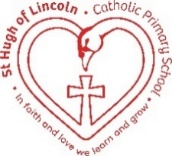 St Hugh of Lincoln • Catholic Primary School
• In faith and love we learn and grow •